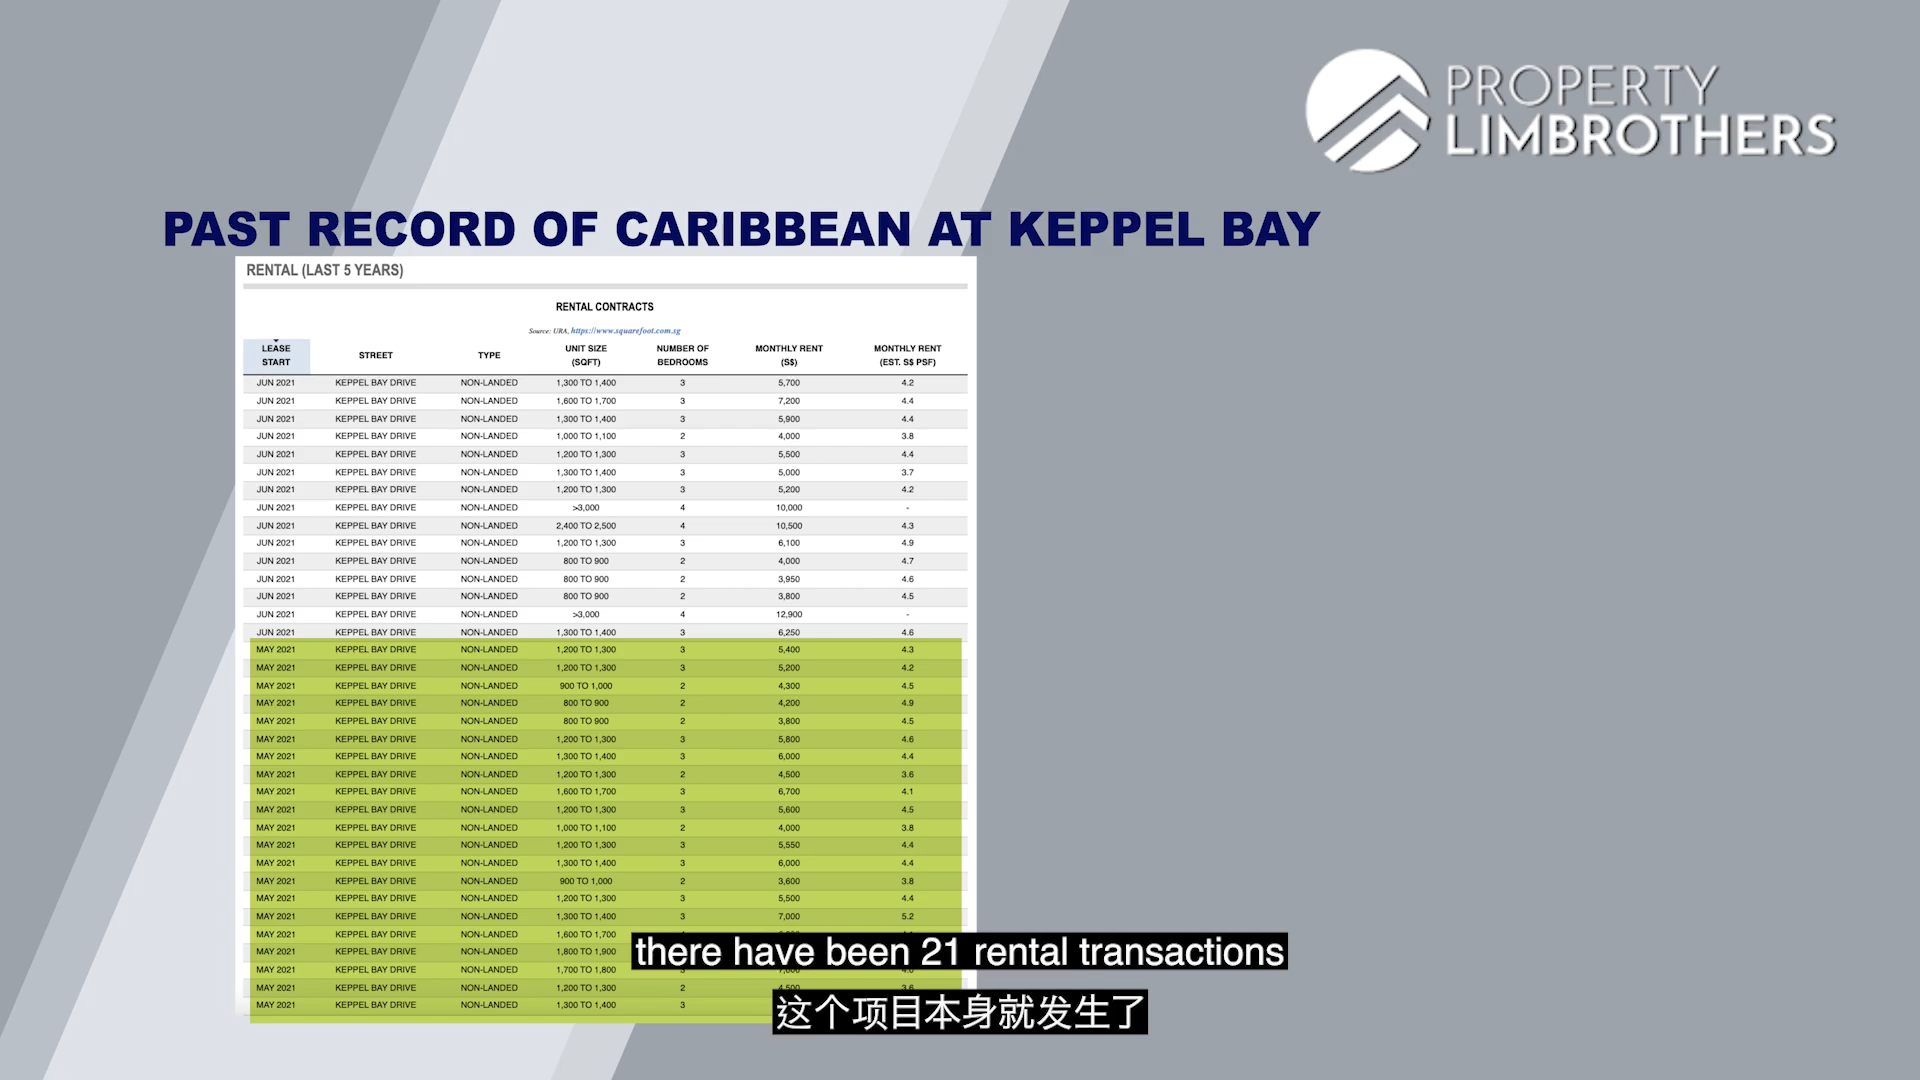 PROPERTY
LIMBROTHERS
PAST RECORD OF CARIBBEAN AT KEPPEL BAY
RENTAL (LAST 5 YEARS)
RENTAL CONTRACTS
Source: URA, https://www.squarefoot.com.sg
LEASE START STREET TYPE UNIT SIZE (SQFT) NUMBER OF BEDROOMS MONTHLY RENT (S$) MONTHLY RENT (EST. S$ PSF)
JUN 2021 KEPPEL BAY DRIVE NON-LANDED 1,300 TO 1,400 3 5,700 4.2
JUN 2021 KEPPEL BAY DRIVE NON-LANDED 1,600 TO 1,700 3 7,200 4.4
JUN 2021 KEPPEL BAY DRIVE NON-LANDED 1,300 TO 1,400 3 5,900 4.4
JUN 2021 KEPPEL BAY DRIVE NON-LANDED 1,000 TO 1,100 2 4,000 3.8
JUN 2021 KEPPEL BAY DRIVE NON-LANDED 1,200 TO 1,300 3 5,500 4.4
JUN 2021 KEPPEL BAY DRIVE NON-LANDED 1,300 TO 1,400 3 5,000 3.7
JUN 2021 KEPPEL BAY DRIVE NON-LANDED 1,200 TO 1,300 3 5,200 4.2
JUN 2021 KEPPEL BAY DRIVE NON-LANDED >3,000 4 10,000 -
JUN 2021 KEPPEL BAY DRIVE NON-LANDED 2,400 TO 2,500 4 10,500 4.3
JUN 2021 KEPPEL BAY DRIVE NON-LANDED 1,200 TO 1,300 3 6,100 4.9
JUN 2021 KEPPEL BAY DRIVE NON-LANDED 800 TO 900 2 4,000 4.7
JUN 2021 KEPPEL BAY DRIVE NON-LANDED 800 TO 900 2 3,950 4.6
JUN 2021 KEPPEL BAY DRIVE NON-LANDED 800 TO 900 2 3,800 4.5
JUN 2021 KEPPEL BAY DRIVE NON-LANDED >3,000 4 12,900 -
JUN 2021 KEPPEL BAY DRIVE NON-LANDED 1,300 TO 1,400 3 6,250 4.6
MAY 2021 KEPPEL BAY DRIVE NON-LANDED 1,200 TO 1,300 3 5,400 4.3
MAY 2021 KEPPEL BAY DRIVE NON-LANDED 1,200 TO 1,300 3 5,200 4.2
MAY 2021 KEPPEL BAY DRIVE NON-LANDED 900 TO 1,000 2 4,300 4.5
MAY 2021 KEPPEL BAY DRIVE NON-LANDED 800 TO 900 2 4,200 4.9
MAY 2021 KEPPEL BAY DRIVE NON-LANDED 800 TO 900 2 3,800 4.5
MAY 2021 KEPPEL BAY DRIVE NON-LANDED 1,200 TO 1,300 3 5,800 4.6
MAY 2021 KEPPEL BAY DRIVE NON-LANDED 1,300 TO 1,400 3 6,000 4.4
MAY 2021 KEPPEL BAY DRIVE NON-LANDED 1,200 TO 1,300 2 4,500 3.6
MAY 2021 KEPPEL BAY DRIVE NON-LANDED 1,600 TO 1,700 3 6,700 4.1
MAY 2021 KEPPEL BAY DRIVE NON-LANDED 1,200 TO 1,300 3 5,600 4.5
MAY 2021 KEPPEL BAY DRIVE NON-LANDED 1,000 TO 1,100 2 4,000 3.8
MAY 2021 KEPPEL BAY DRIVE NON-LANDED 1,200 TO 1,300 3 5,550 4.4
MAY 2021 KEPPEL BAY DRIVE NON-LANDED 1,300 TO 1,400 3 6,000 4.4
MAY 2021 KEPPEL BAY DRIVE NON-LANDED 900 TO 1,000 2 3,600 3.8
MAY 2021 KEPPEL BAY DRIVE NON-LANDED 1,200 TO 1,300 3 5,500 4.4
MAY 2021 KEPPEL BAY DRIVE NON-LANDED 1,300 TO 1,400 3 7,000 5.2
MAY 2021 KEPPEL BAY DRIVE NON-LANDED 1,600 TO 1,700
MAY 2021 KEPPEL BAY DRIVE NON-LANDED 1,800 TO 1,900
MAY 2021 KEPPEL BAY DRIVE NON-LANDED 1,700 TO 1,800
MAY 2021 KEPPEL BAY DRIVE NON-LANDED 1,200 TO 1,300 2 4,500 3.6
MAY 2021 KEPPEL BAY DRIVE NON-LANDED 1,300 TO 1,400 3
there have been 21 rental transactions
这个项目本身就发生了